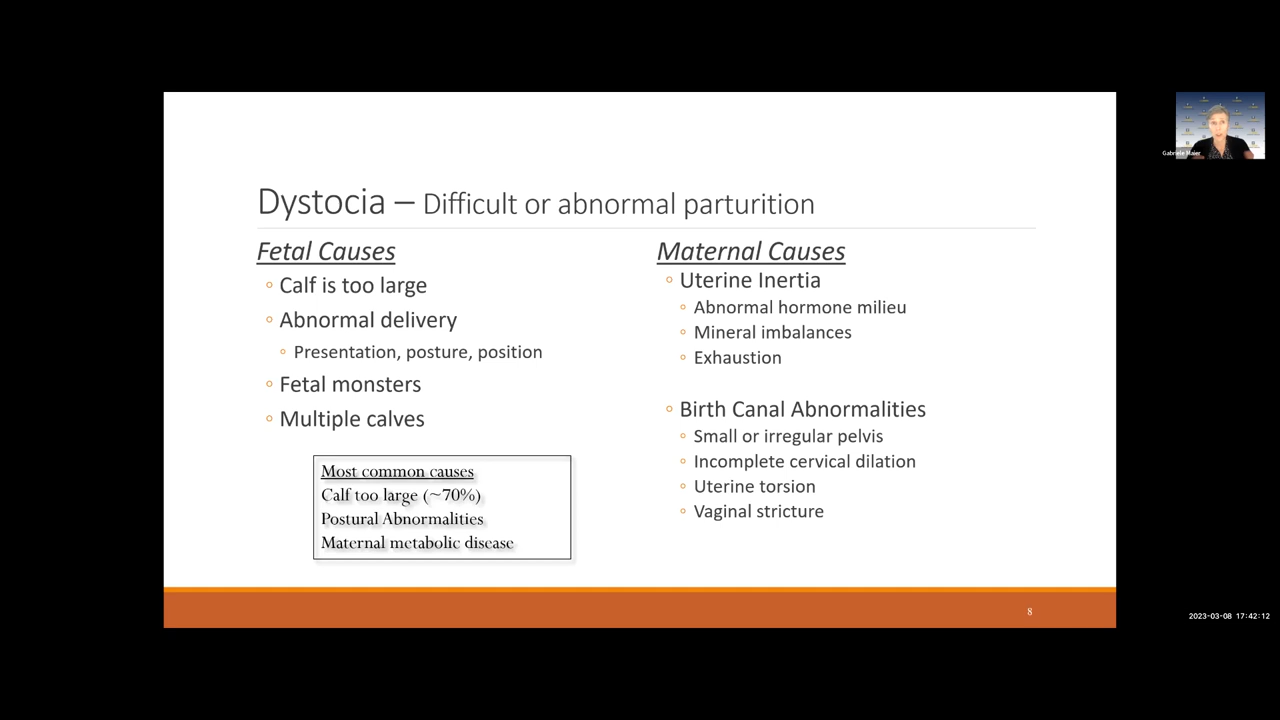 Dystocia – Difficult or abnormal parturition
Fetal Causes
Calf is too large
Abnormal delivery
Presentation, posture, position
Fetal monsters
Multiple calves
Most common causes
Calf too large (~70%)
Postural Abnormalities
Maternal metabolic disease
Maternal Causes
Uterine Inertia
Abnormal hormone milieu
Mineral imbalances
Exhaustion
Birth Canal Abnormalities
Small or irregular pelvis
Incomplete cervical dilation
Uterine torsion
Vaginal stricture
8
Gabriele Maier
2023-03-08 17:42:12